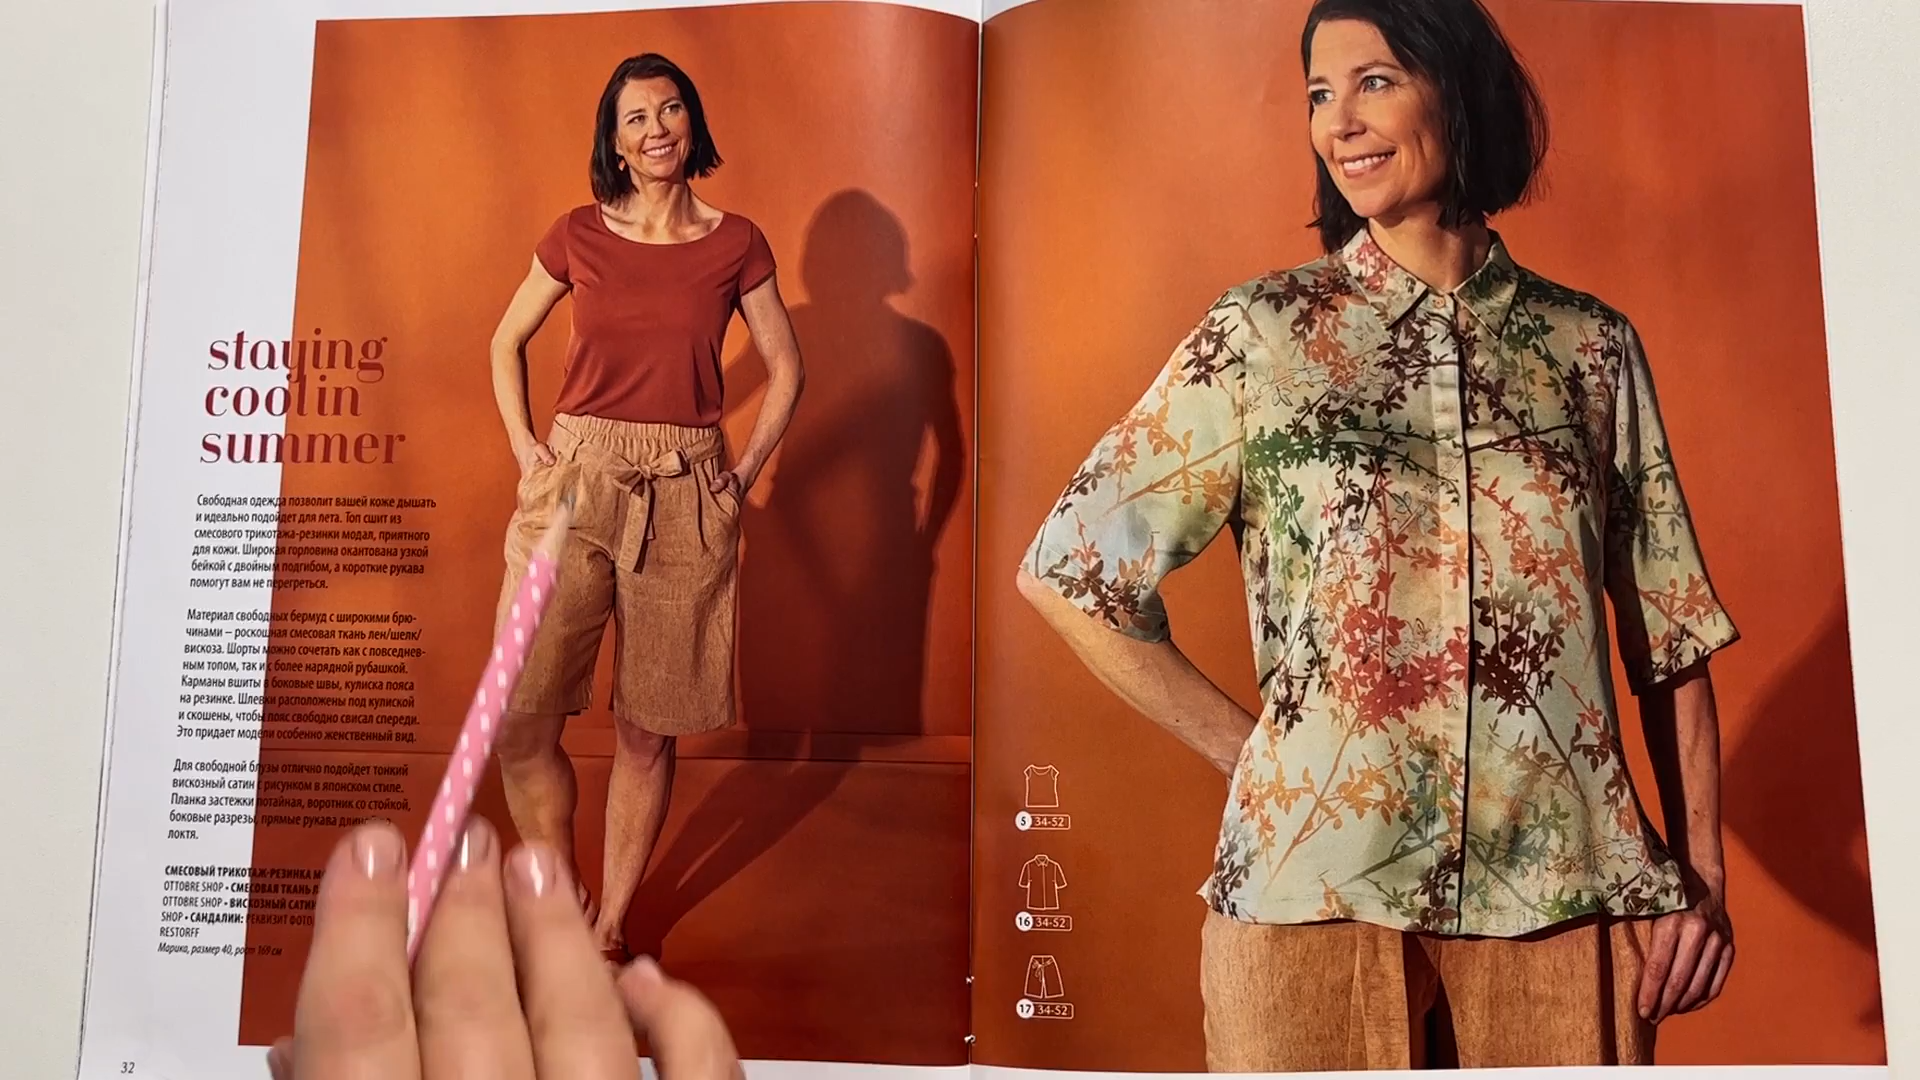 staying
cool in
summer
Свободная одежда позволит вашей коже дышать
и идеально подойдет для лета. Топ сшит из
смесового трикотажа-резинки модал, приятного
для кожи. Широкая горловина окантована узкой
бейкой с двойным подгибом, а короткие рукава
помогут вам не перегреться.
Материал свободных бермуд с широкими брю-
чинами – роскошная смесовая ткань лен/шелк/
вискоза. Шорты можно сочетать как с повседнев-
ным топом, так и с более нарядной рубашкой.
Карманы вшиты в боковые швы, кулиска пояса
на резинке. Шлевки расположены под кулиской
и скошены, чтобы пояс свободно свисал спереди.
Это придает модели особенно женственный вид.
Для свободной блузы отлично подойдет тонкий
вискозный сатин с рисунком в японском стиле.
Планка застежки потайная, воротник со стойкой,
боковые разрезы, прямые рукава
локтя.
СМЕСОВЫЙ ТРИКОТАЖ-РЕЗИНКА
OTTOBRE SHOP • СМЕСОВАЯ ТКАНЬ
OTTOBRE SHOP • ВИСКОЗНЫЙ САТИН
SHOP • САНДАЛИИ: РЕКВИЗИТ
RESTORFF
Марика, размер 40, рост 169 см
32
5 34-52
16 34-52
17 34-52